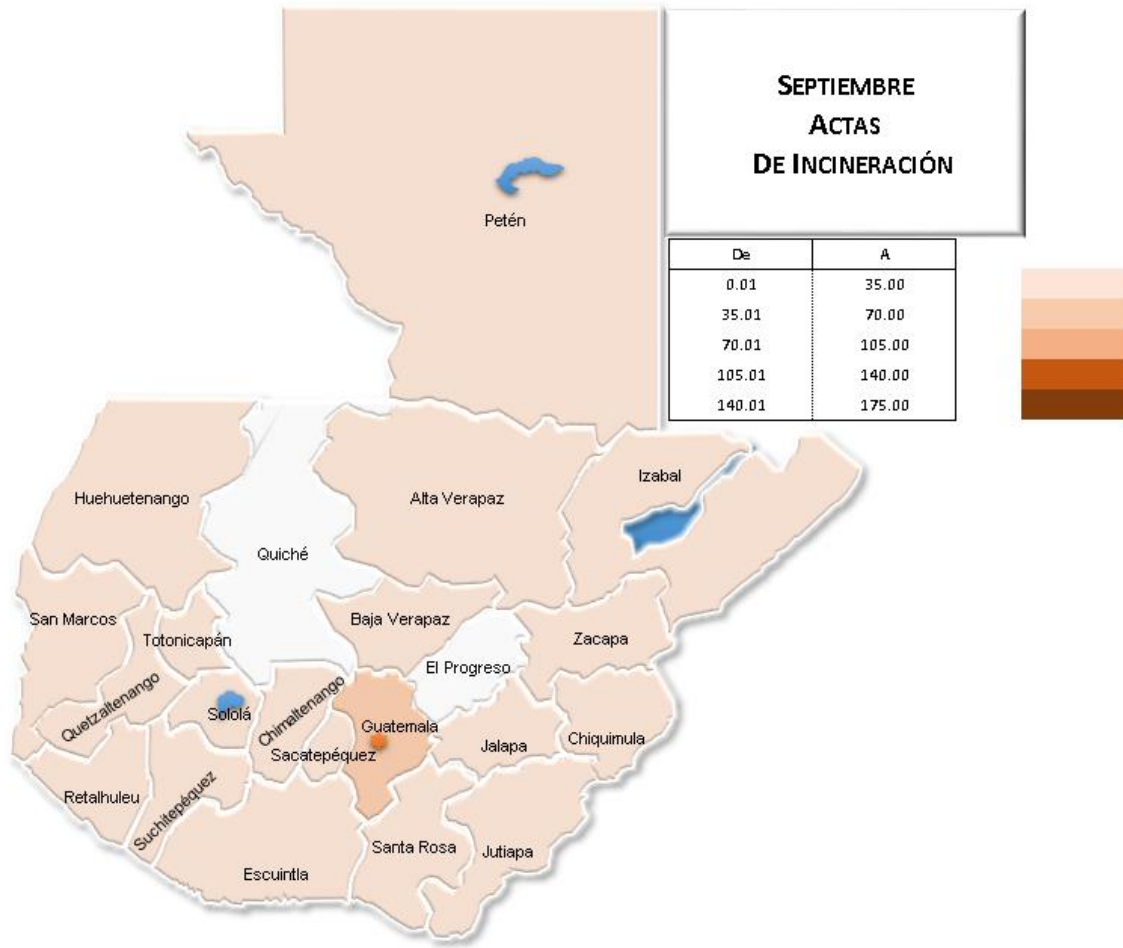 SEPTIEMBRE
ACTAS
DE INCINERACIÓN
De A
0.01 35.00
35.01 70.00
70.01 105.00
105.01 140.00
140.01 175.00
Petén
Izabal
Huehuetenango
Alta Verapaz
Quiché
San Marcos
Baja Verapaz
Totonicapán
Zacapa
El Progreso
Quetzaltenango
Sololá
Chimaltenango
Guatemala
Chiquimula
Jalapa
Sacatepéquez
Retalhuleu
Suchitepéquez
Santa Rosa
Jutiapa
Escuintla